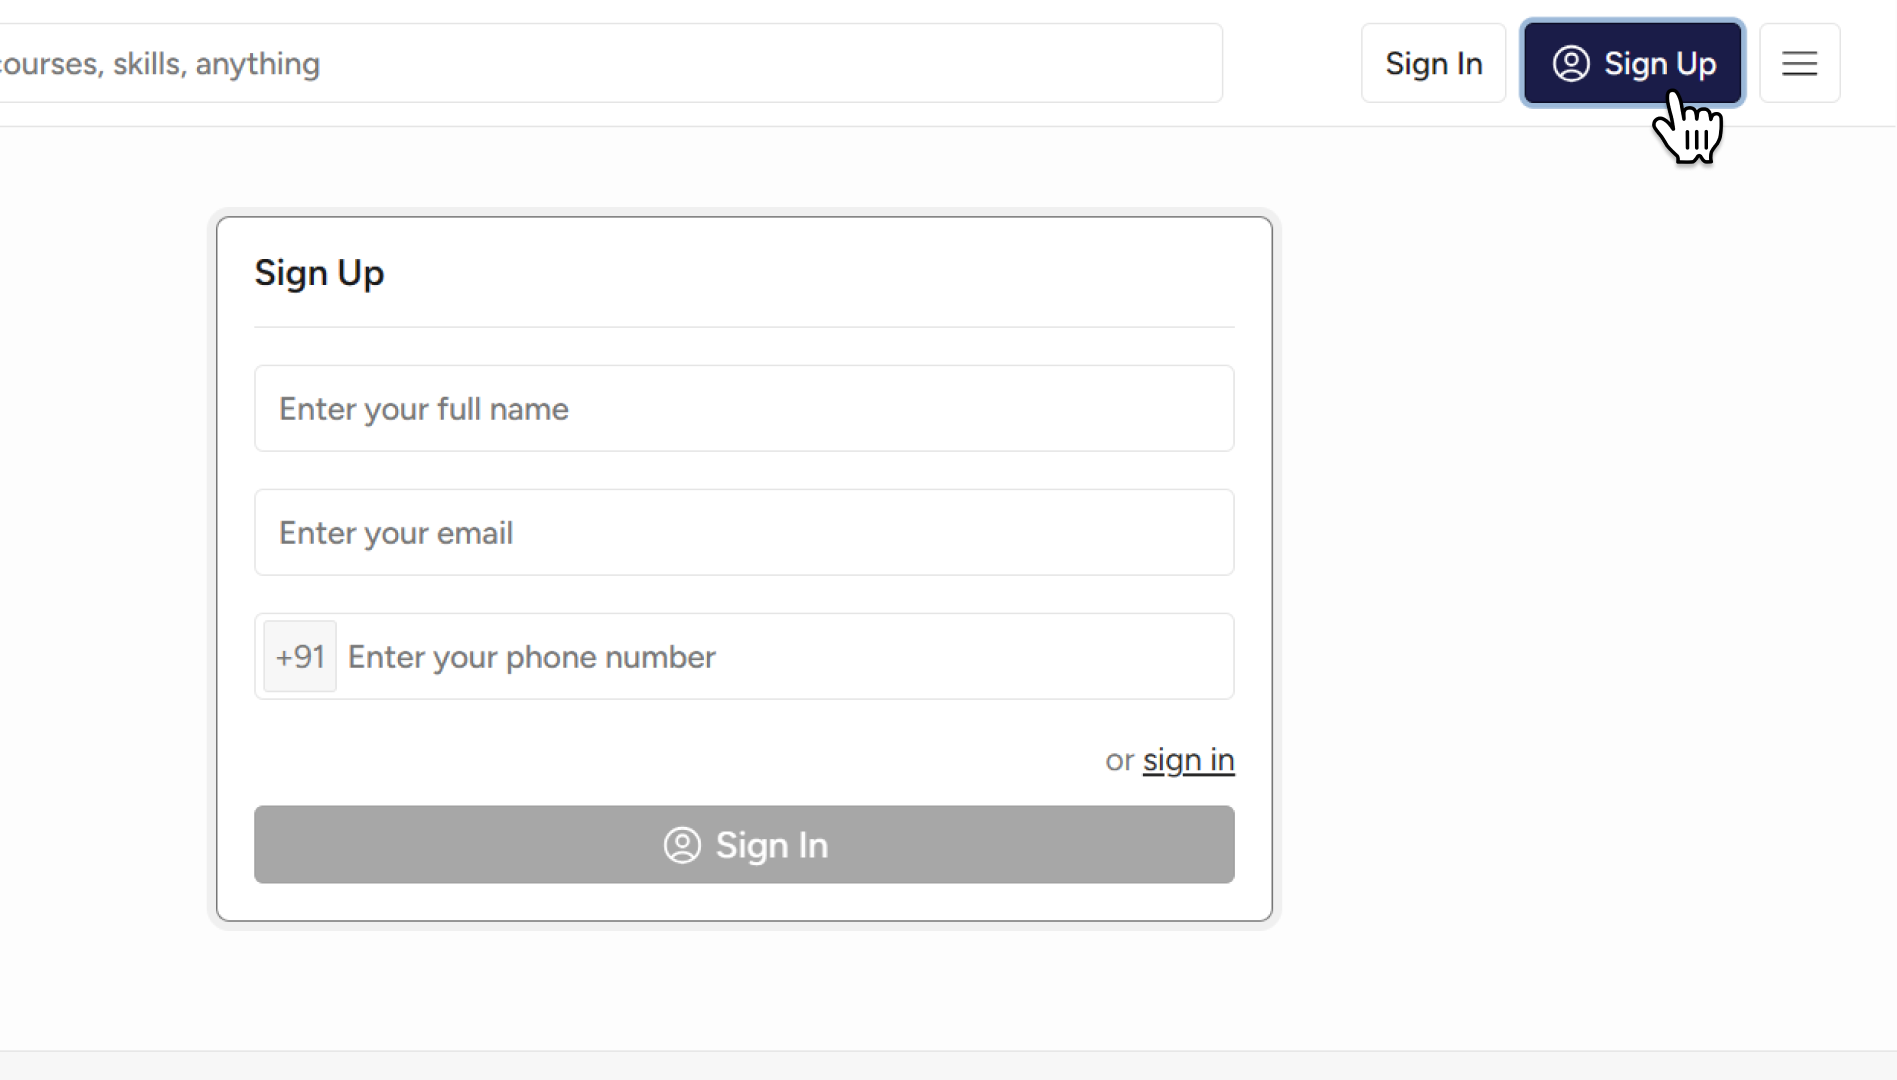 courses, skills, anything
Sign In
Sign Up
Sign Up
Enter your full name
Enter your email
+91 Enter your phone number
or sign in
Sign In